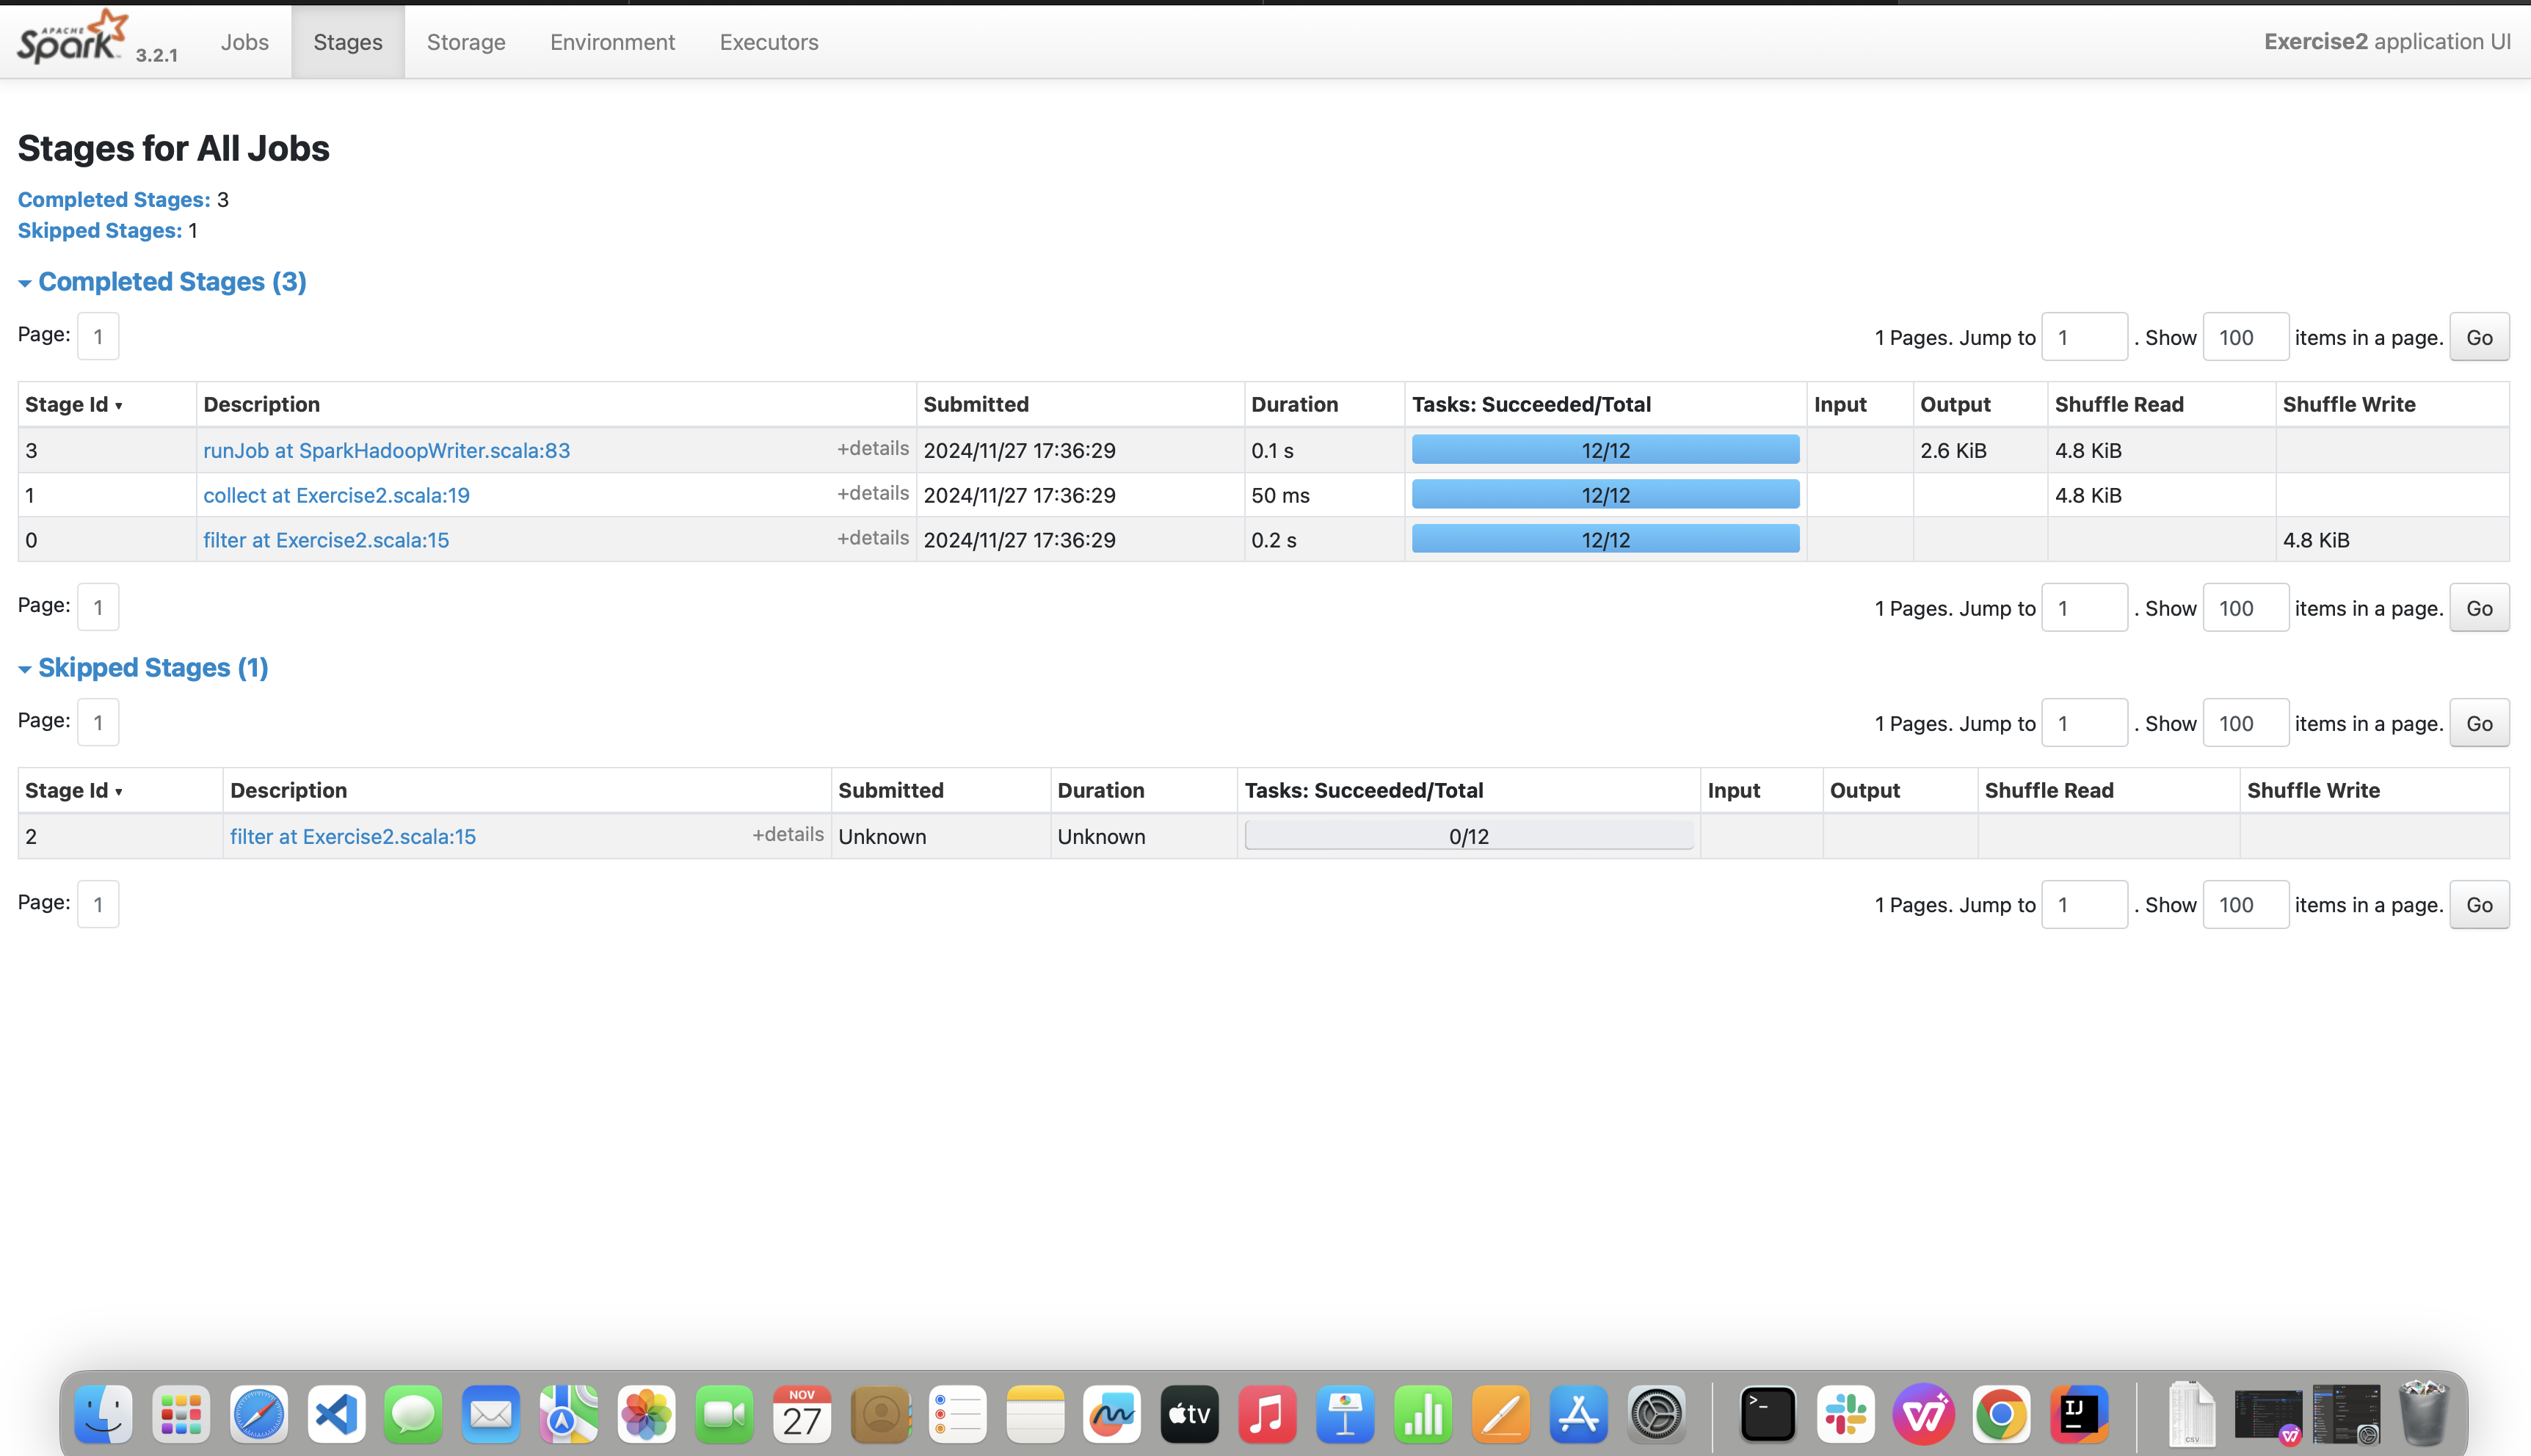 APACHE
Spark 3.2.1 Jobs Stages Storage Environment Executors Exercise2 application UI
Stages for All Jobs
Completed Stages: 3
Skipped Stages: 1
Completed Stages (3)
Page: 1 1 Pages. Jump to 1 . Show 100 items in a page. Go
Stage Id ▾ Description Submitted Duration Tasks: Succeeded/Total Input Output Shuffle Read Shuffle Write
3 runJob at SparkHadoopWriter.scala:83 +details 2024/11/27 17:36:29 0.1 s 12/12 2.6 KiB 4.8 KiB
1 collect at Exercise2.scala:19 +details 2024/11/27 17:36:29 50 ms 12/12 4.8 KiB
0 filter at Exercise2.scala:15 +details 2024/11/27 17:36:29 0.2 s 12/12 4.8 KiB
Page: 1 1 Pages. Jump to 1 . Show 100 items in a page. Go
Skipped Stages (1)
Page: 1 1 Pages. Jump to 1 . Show 100 items in a page. Go
Stage Id ▾ Description Submitted Duration Tasks: Succeeded/Total Input Output Shuffle Read Shuffle Write
2 filter at Exercise2.scala:15 +details Unknown Unknown 0/12
Page: 1 1 Pages. Jump to 1 . Show 100 items in a page. Go
NOV
27
tv
>_
IJ
CSV